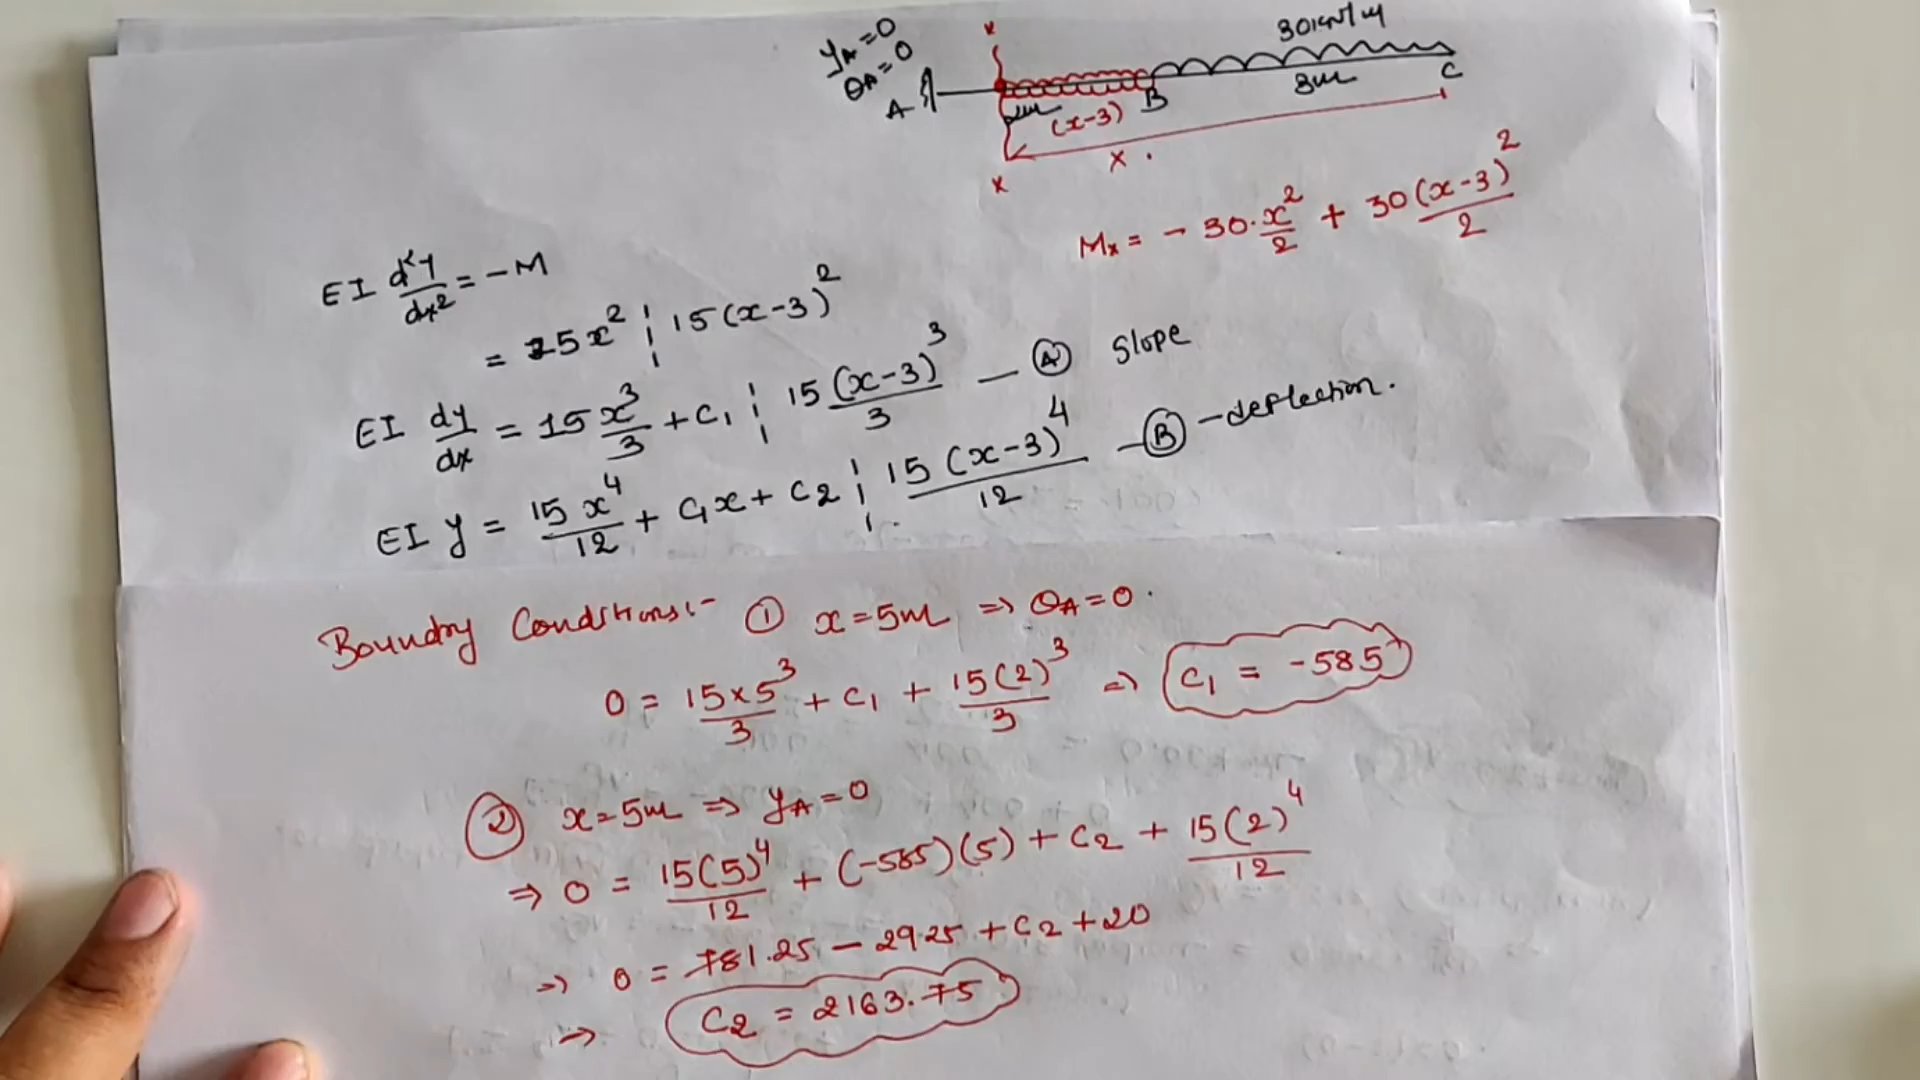 yA=0
θA=0
A
x
30kN/m
3m
C
B
2m
(x-3)
x
x
Mx = - 30.x²/2 + 30(x-3)²/2
EI d²y/dx² = -M
= 15x² ¦ 15(x-3)²
EI dy/dx = 15 x³/3 + C1 ¦ 15 (x-3)³/3 — Ⓐ Slope
EI y = 15 x⁴/12 + C1x + C2 ¦ 15 (x-3)⁴/12 — Ⓑ - deflection.
Boundry Conditions:- ① x=5m ⇒ θA=0.
0 = 15×5³/3 + C1 + 15(2)³/3 ⇒ C1 = -585
② x=5m ⇒ yA=0
⇒ 0 = 15(5)⁴/12 + (-585)(5) + C2 + 15(2)⁴/12
⇒ 0 = 781.25 - 2925 + C2 + 20
⇒ C2 = 2163.75